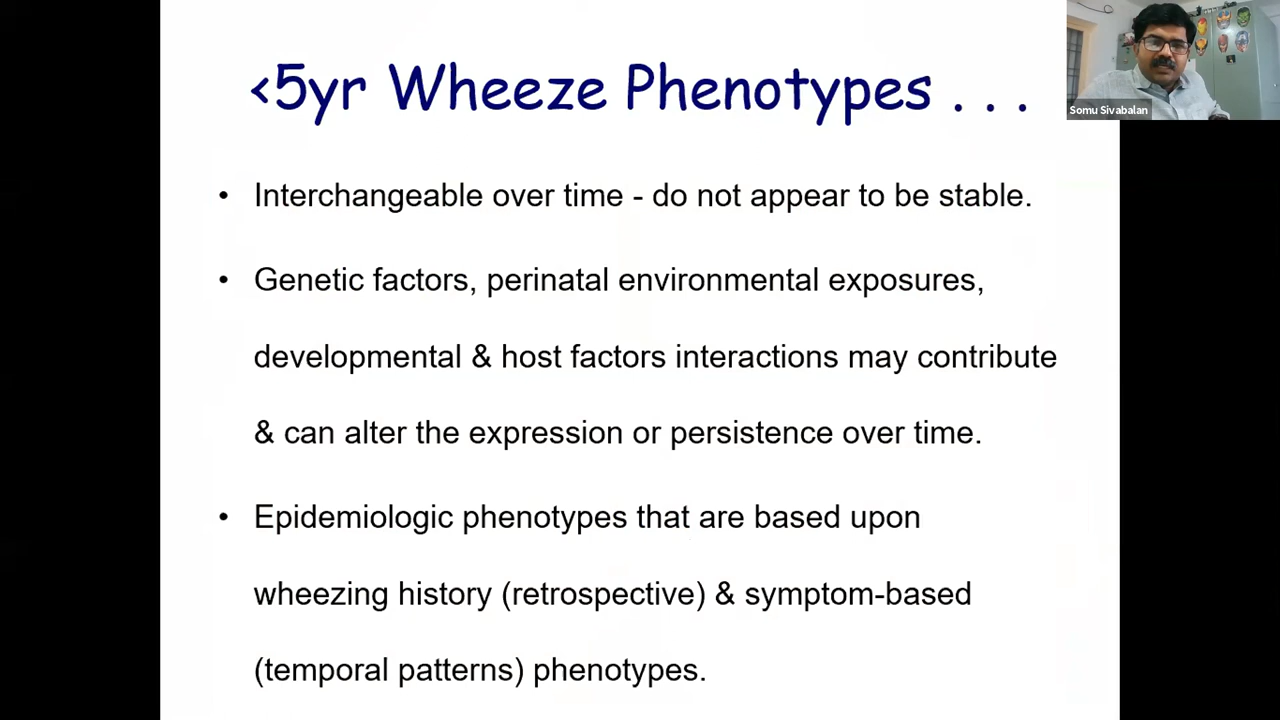 <5yr Wheeze Phenotypes . . .
Somu Sivabalan
• Interchangeable over time - do not appear to be stable.
• Genetic factors, perinatal environmental exposures,
developmental & host factors interactions may contribute
& can alter the expression or persistence over time.
• Epidemiologic phenotypes that are based upon
wheezing history (retrospective) & symptom-based
(temporal patterns) phenotypes.